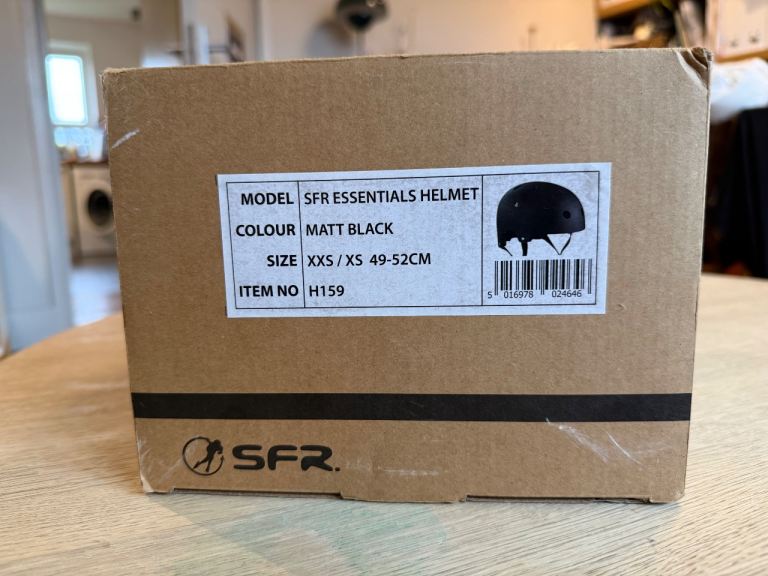 MODEL SFR ESSENTIALS HELMET
COLOUR MATT BLACK
SIZE XXS / XS 49-52CM
ITEM NO H159
5 016978 024646
SFR.